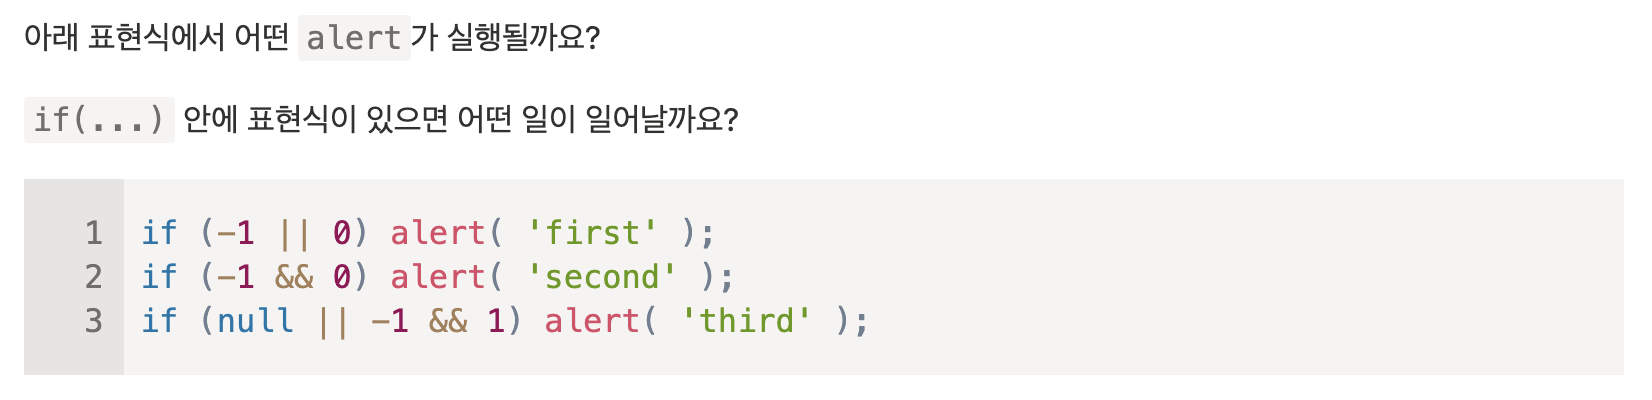 아래 표현식에서 어떤 alert가 실행될까요?
if(...) 안에 표현식이 있으면 어떤 일이 일어날까요?
1 if (-1 || 0) alert( 'first' );
2 if (-1 && 0) alert( 'second' );
3 if (null || -1 && 1) alert( 'third' );